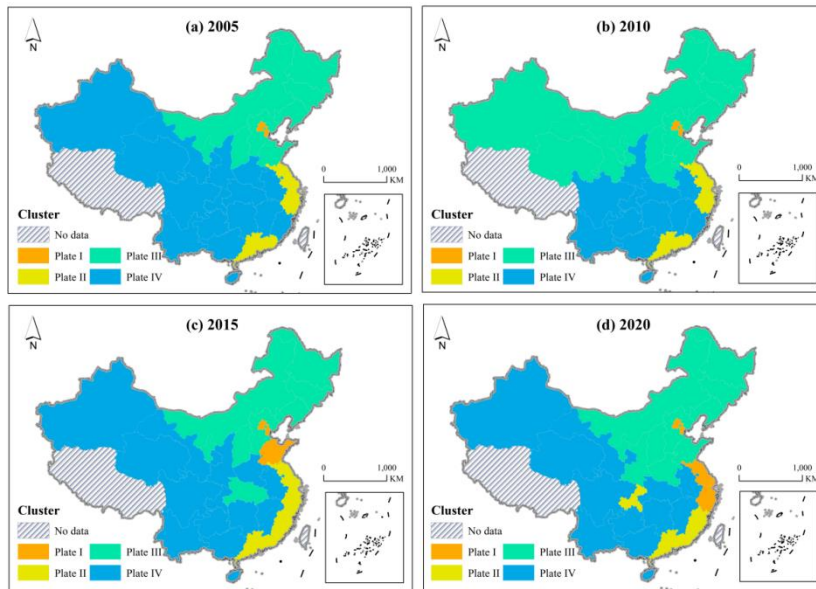 (a) 2005
N
0 1,000
KM
Cluster
No data
Plate I Plate III
Plate II Plate IV
(b) 2010
N
0 1,000
KM
Cluster
No data
Plate I Plate III
Plate II Plate IV
(c) 2015
N
0 1,000
KM
Cluster
No data
Plate I Plate III
Plate II Plate IV
(d) 2020
N
0 1,000
KM
Cluster
No data
Plate I Plate III
Plate II Plate IV